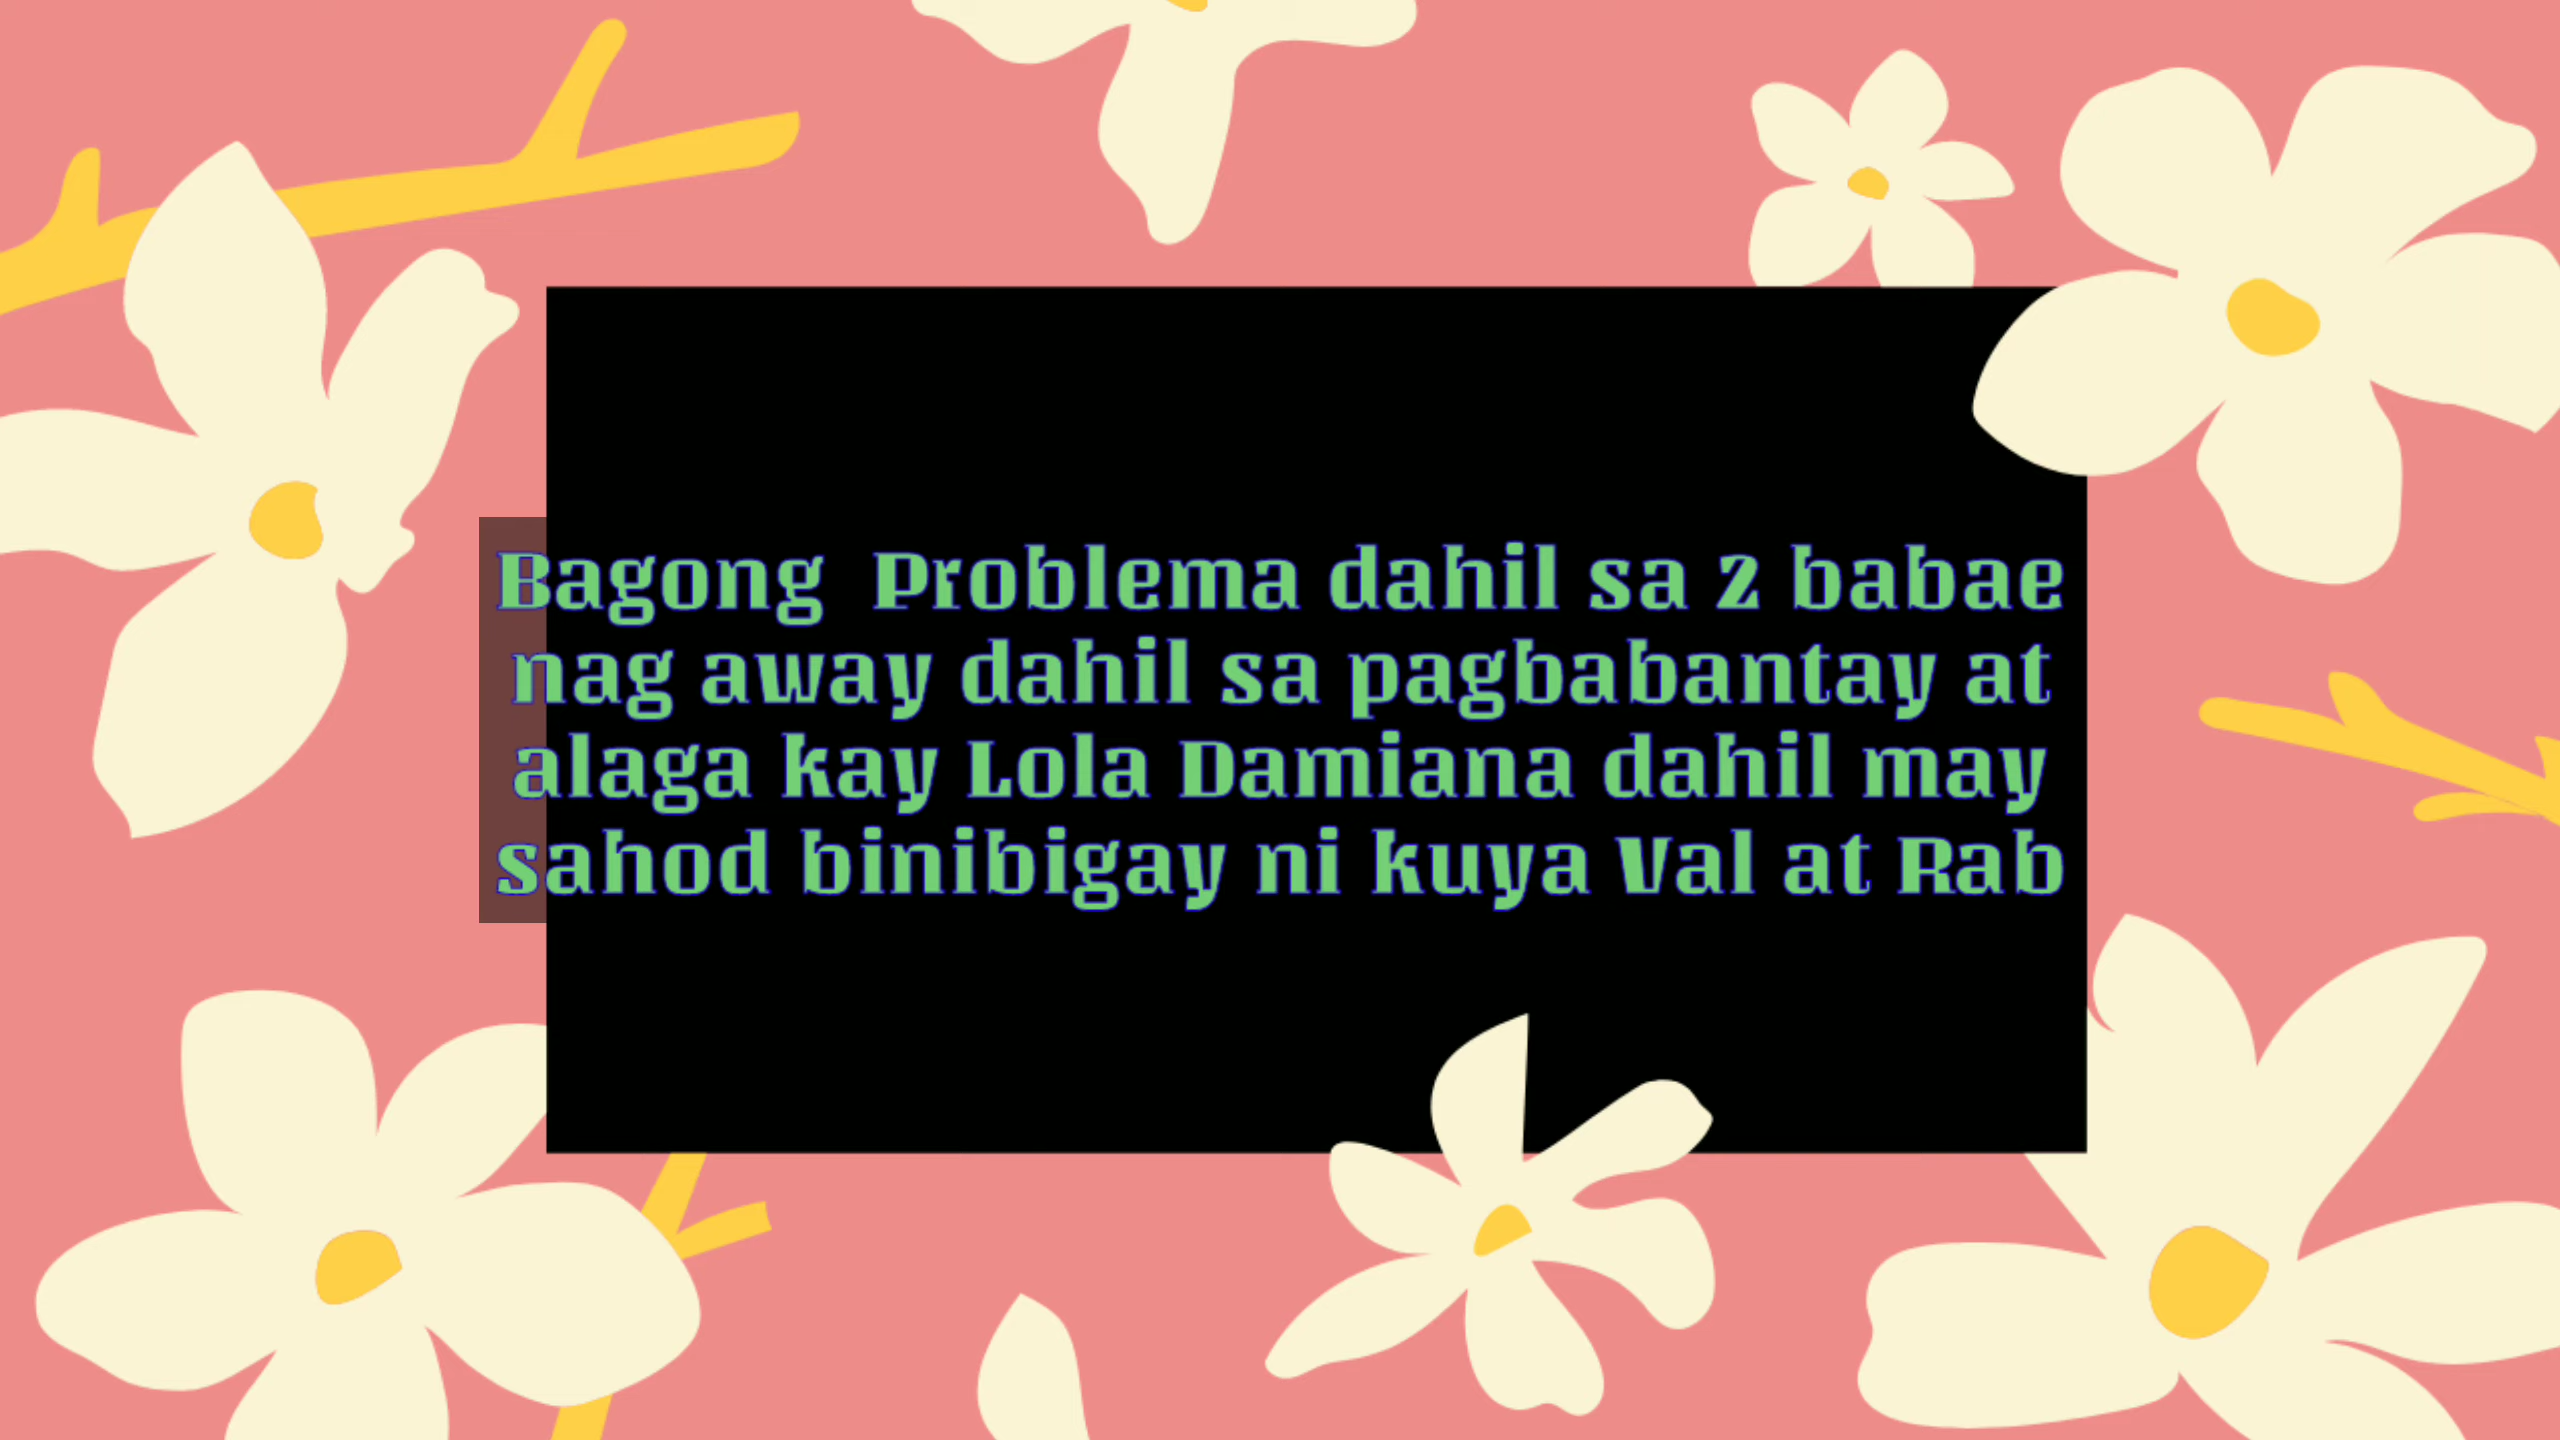 Bagong  Problema dahil sa 2 babae
nag away dahil sa pagbabantay at
alaga kay Lola Damiana dahil may
sahod binibigay ni kuya Val at Rab